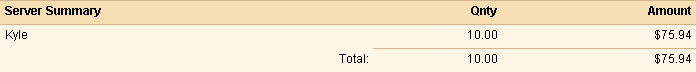 Server Summary Qnty Amount
Kyle 10.00 $75.94
Total: 10.00 $75.94